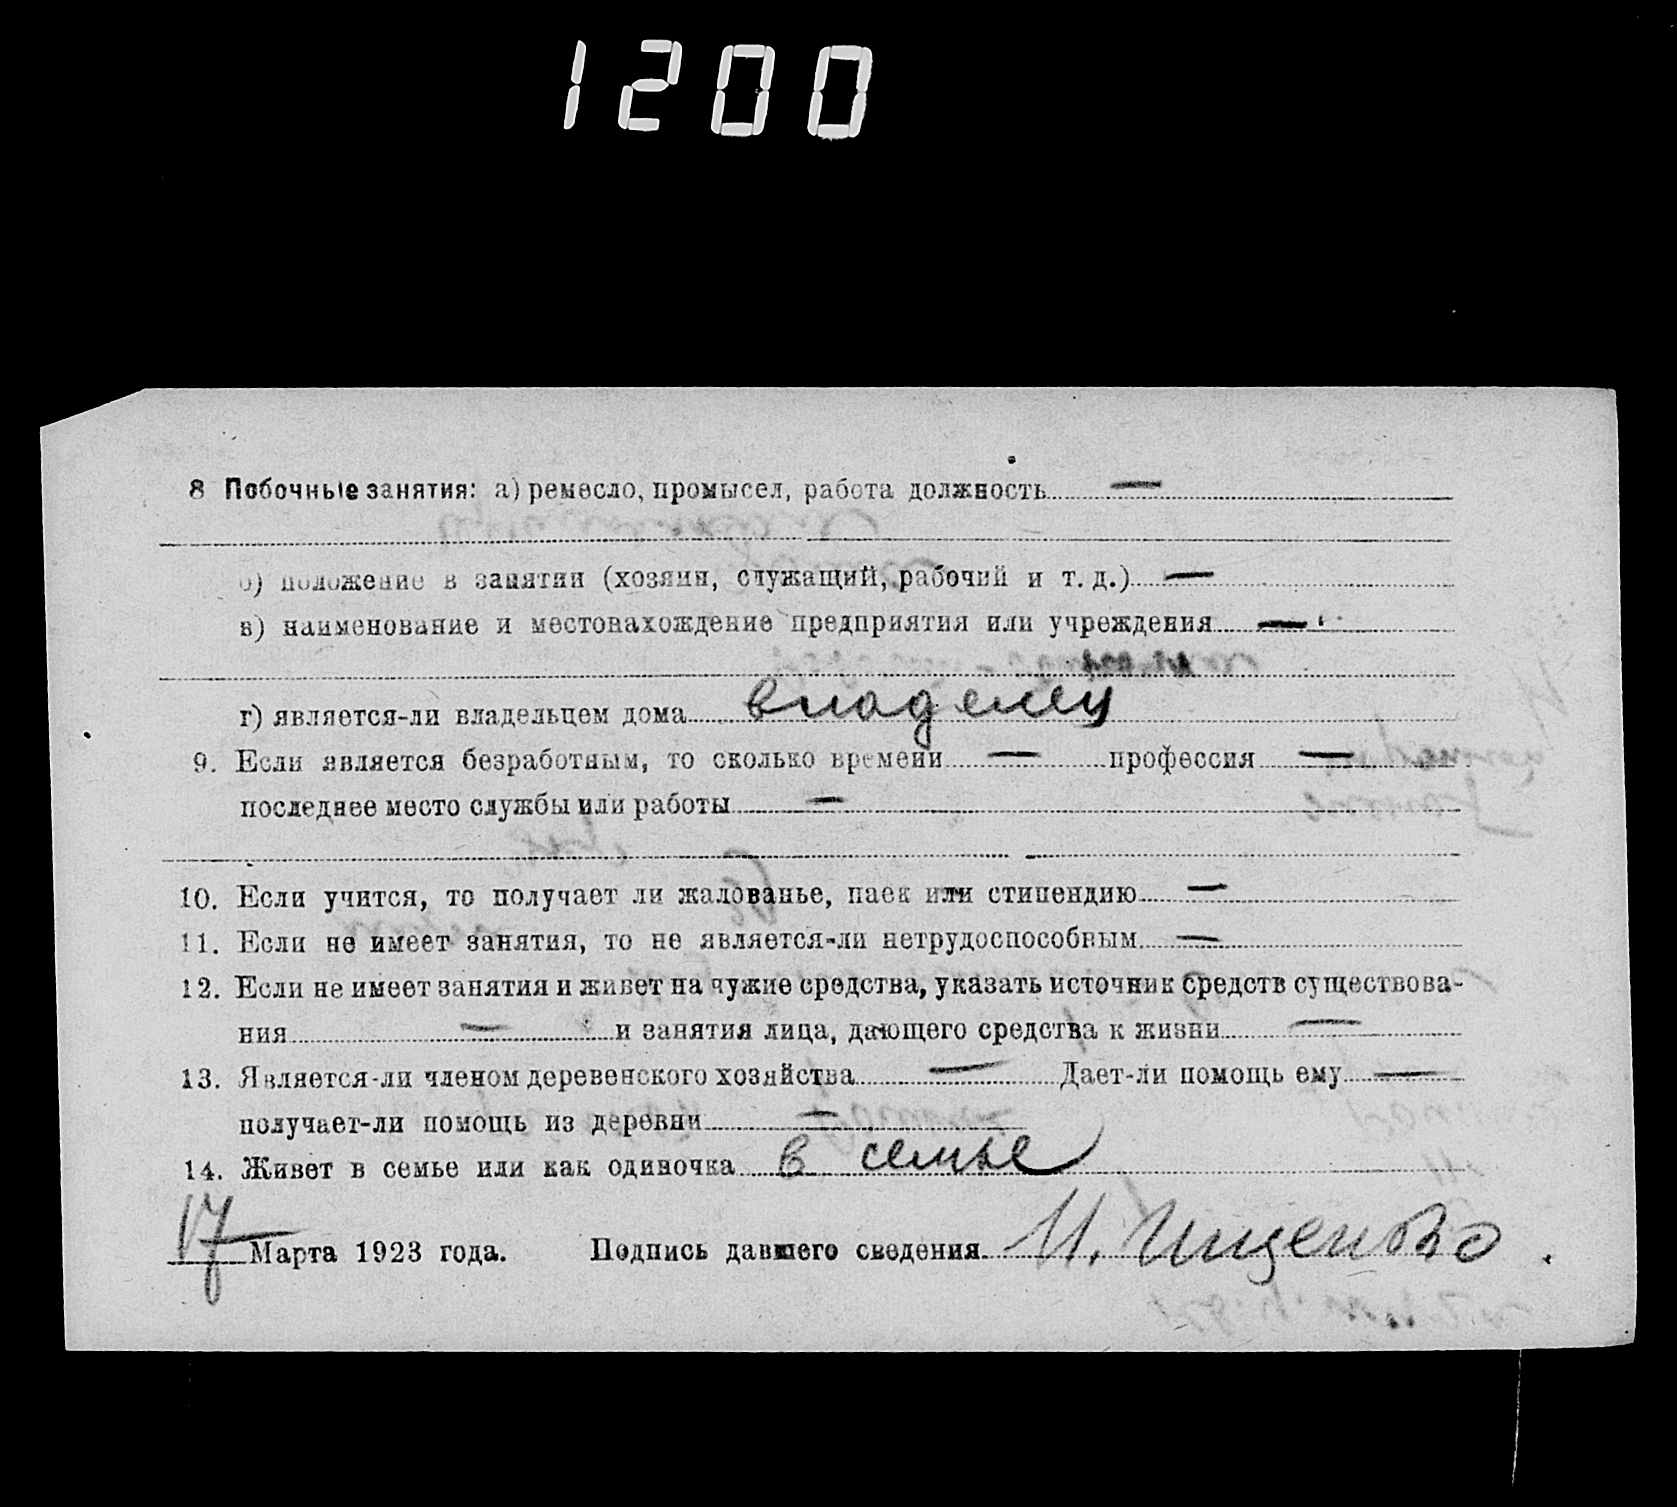 1200
8 Побочные занятия: а) ремесло, промысел, работа должность —
б) положение в занятии (хозяин, служащий, рабочий и т. д.) —
в) наименование и местонахождение предприятия или учреждения —
г) является-ли владельцем дома владелец
9. Если является безработным, то сколько времени — профессия —
последнее место службы или работы —
10. Если учится, то получает ли жалованье, паек или стипендию —
11. Если не имеет занятия, то не является-ли нетрудоспособным —
12. Если не имеет занятия и живет на чужие средства, указать источник средств существова-
ния — и занятия лица, дающего средства к жизни —
13. Является-ли членом деревенского хозяйства — Дает-ли помощь ему —
получает-ли помощь из деревни —
14. Живет в семье или как одиночка в семье
17 Марта 1923 года. Подпись давшего сведения И. Ищенко.